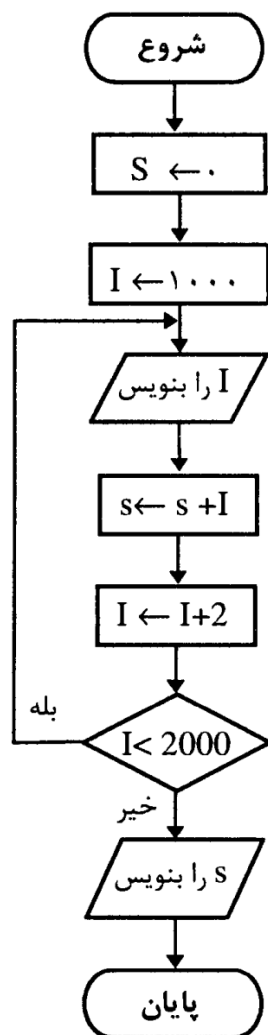 شروع
S ←۰
I ←۱۰۰۰
I را بنویس
s← s +I
I ← I+2
I< 2000
بله
خیر
s را بنویس
پایان